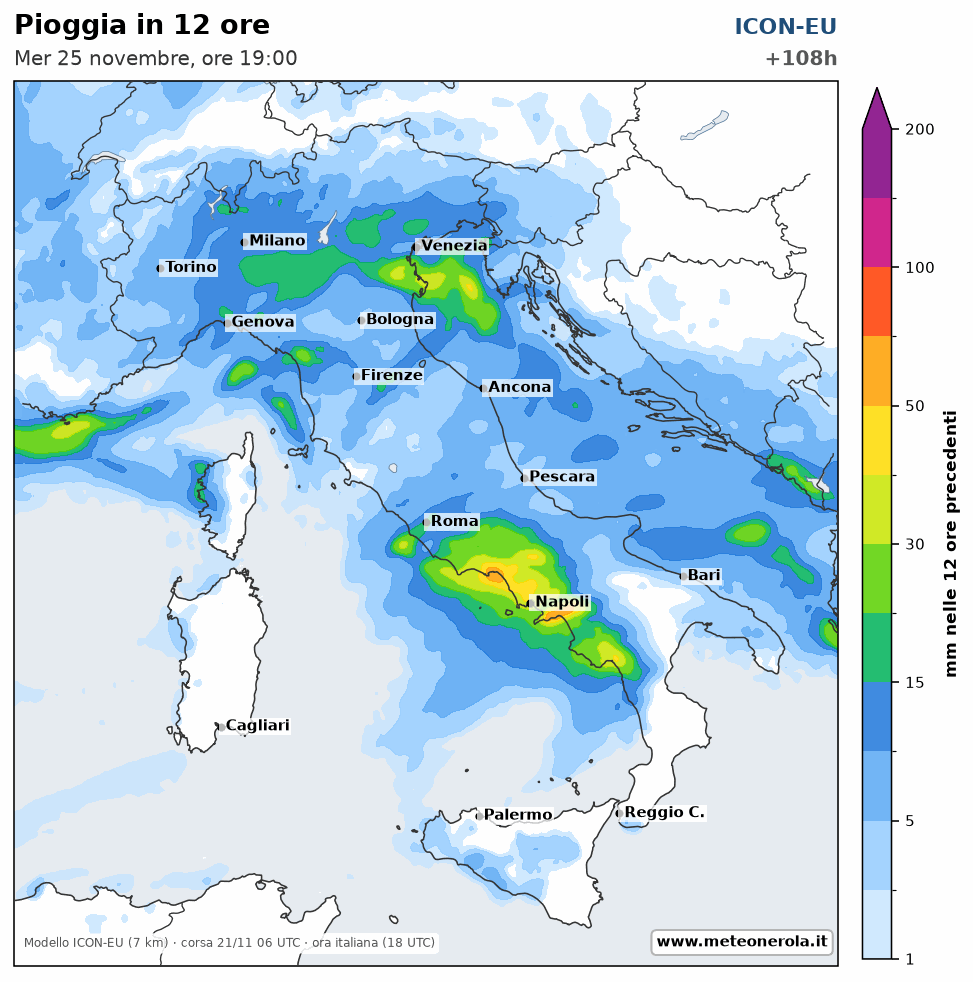 Pioggia in 12 ore
ICON-EU
Mer 25 novembre, ore 19:00
+108h
200
100
50
30
15
5
1
mm nelle 12 ore precedenti
Milano
Venezia
Torino
Genova
Bologna
Firenze
Ancona
Pescara
Roma
Bari
Napoli
Cagliari
Palermo
Reggio C.
Modello ICON-EU (7 km) · corsa 21/11 06 UTC · ora italiana (18 UTC)
www.meteonerola.it